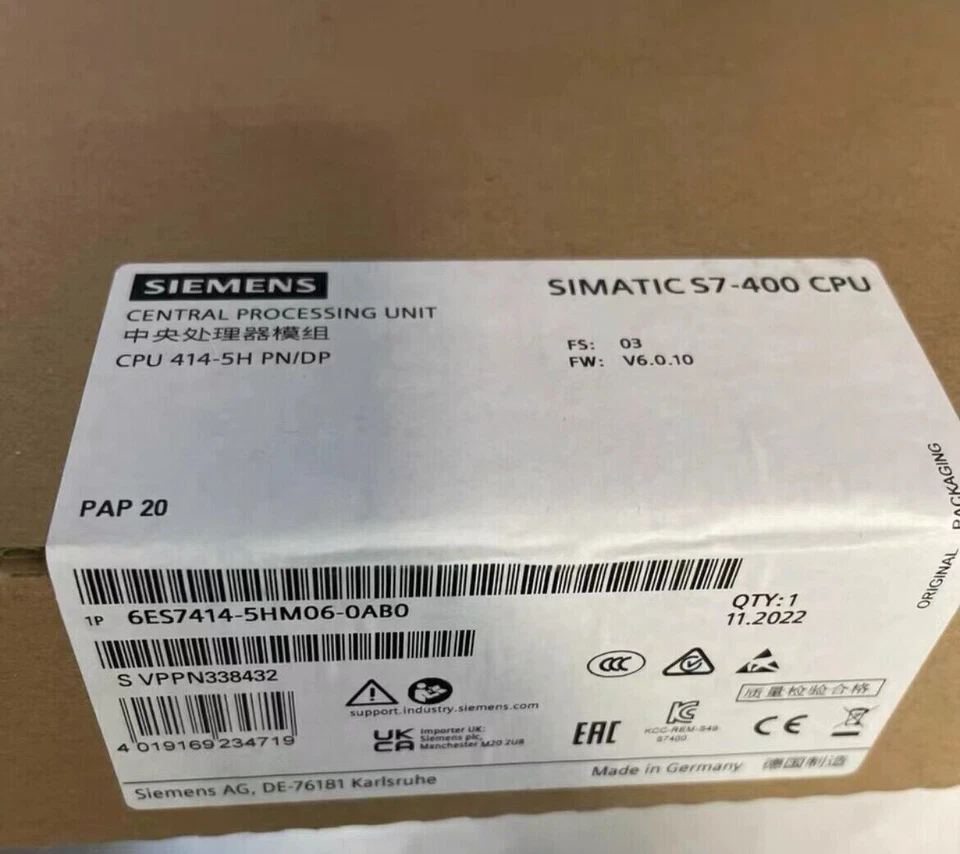 SIEMENS
SIMATIC S7-400 CPU
CENTRAL PROCESSING UNIT
中央处理器模组
CPU 414-5H PN/DP
FS: 03
FW: V6.0.10
PAP 20
ORIGINAL PACKAGING
1P 6ES7414-5HM06-0AB0
QTY: 1
11.2022
S VPPN338432
CCC
质量检验合格
support.industry.siemens.com
4 019169 234719
UK
CA
Importer UK:
Siemens plc,
Manchester M20 2UR
EAC
KCC-REM-S49-
S7400
CE
Made in Germany 德国制造
Siemens AG, DE-76181 Karlsruhe